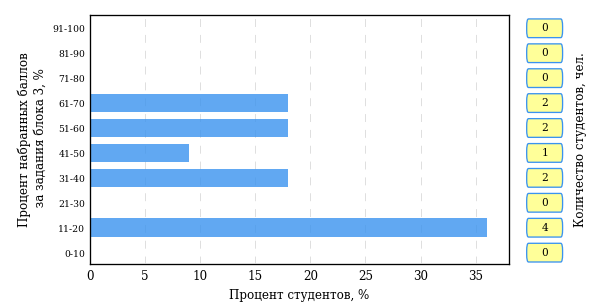 Процент набранных баллов
за задания блока 3, %
91-100 0
81-90 0
71-80 0
61-70 2
51-60 2
41-50 1
31-40 2
21-30 0
11-20 4
0-10 0
Количество студентов, чел.
0 5 10 15 20 25 30 35
Процент студентов, %